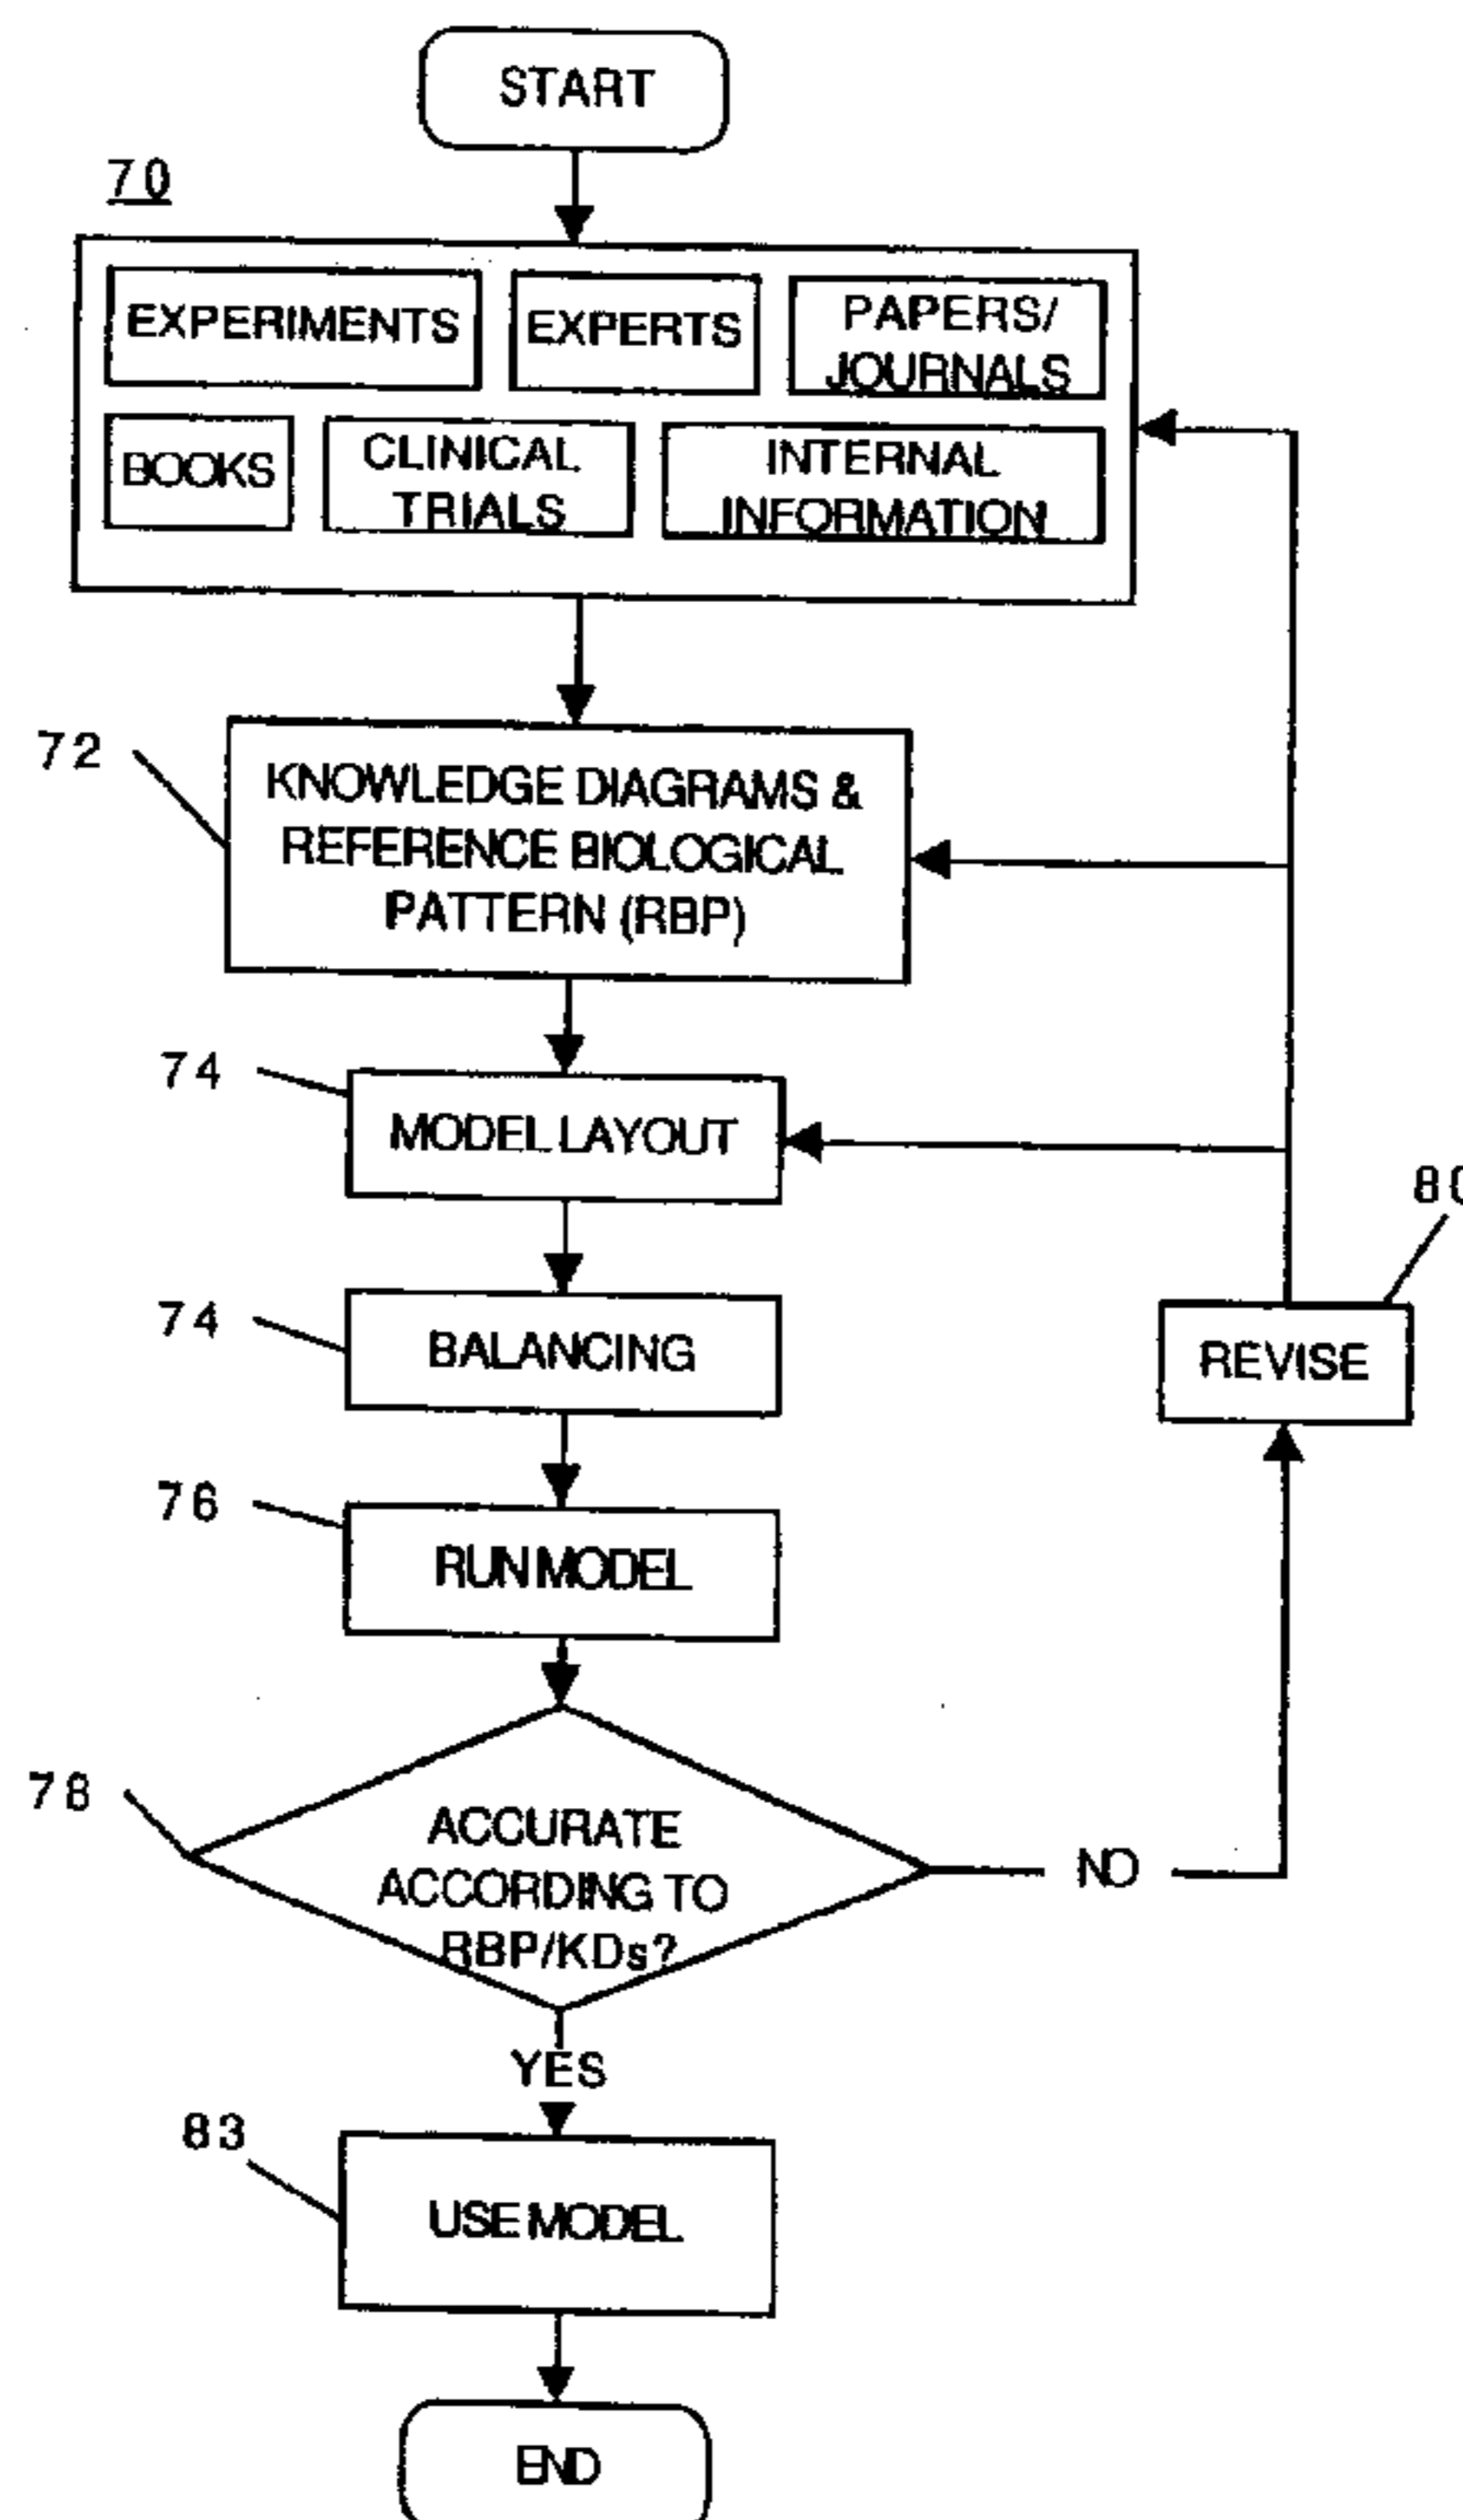 START
70
EXPERIMENTS
EXPERTS
PAPERS/
JOURNALS
BOOKS
CLINICAL
TRIALS
INTERNAL
INFORMATION
72
KNOWLEDGE DIAGRAMS &
REFERENCE BIOLOGICAL
PATTERN (RBP)
74
MODEL LAYOUT
80
74
BALANCING
REVISE
76
RUN MODEL
78
ACCURATE
ACCORDING TO
RBP/KDs?
NO
YES
83
USE MODEL
END